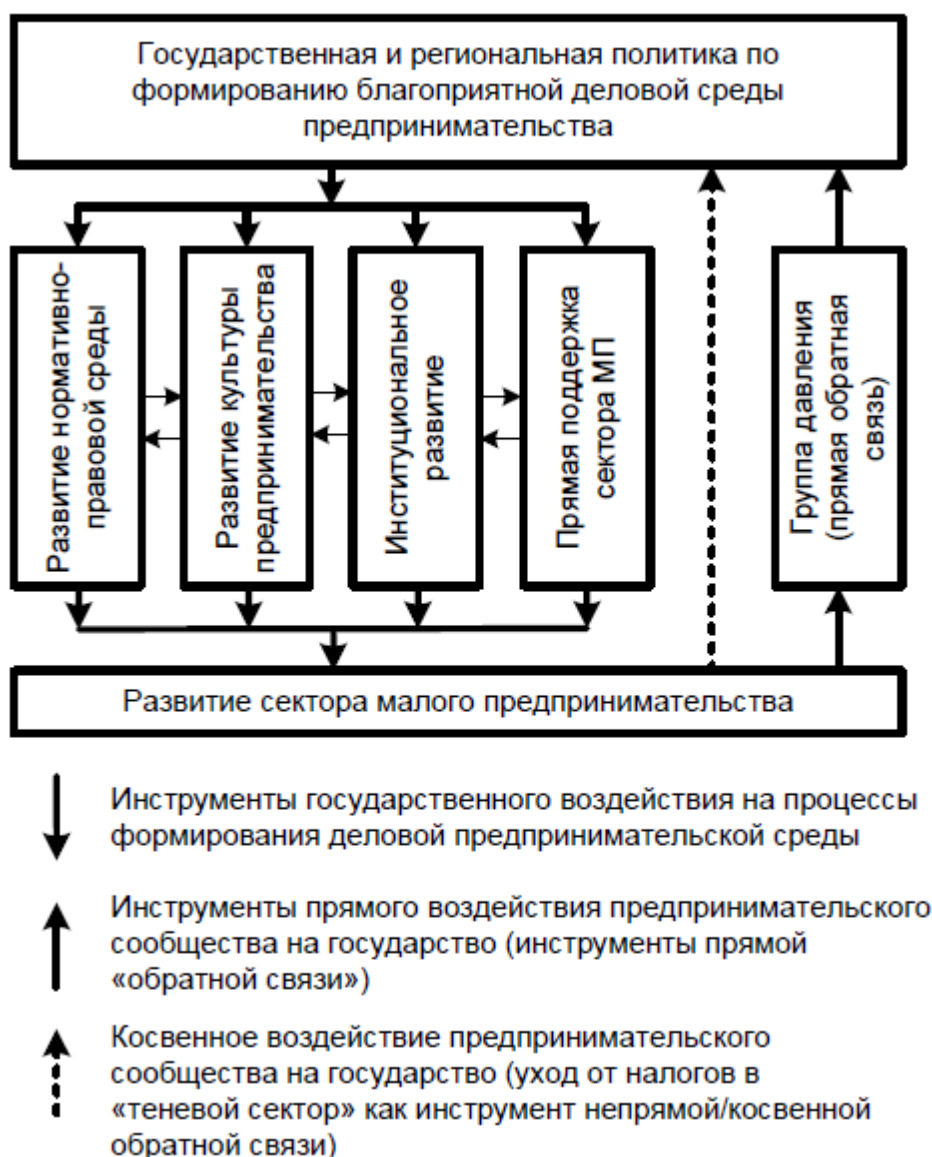 Государственная и региональная политика по
формированию благоприятной деловой среды
предпринимательства
Развитие нормативно-
правовой среды
Развитие культуры
предпринимательства
Институциональное
развитие
Прямая поддержка
сектора МП
Группа давления
(прямая обратная
связь)
Развитие сектора малого предпринимательства
Инструменты государственного воздействия на процессы
формирования деловой предпринимательской среды
Инструменты прямого воздействия предпринимательского
сообщества на государство (инструменты прямой
«обратной связи»)
Косвенное воздействие предпринимательского
сообщества на государство (уход от налогов в
«теневой сектор» как инструмент непрямой/косвенной
обратной связи)